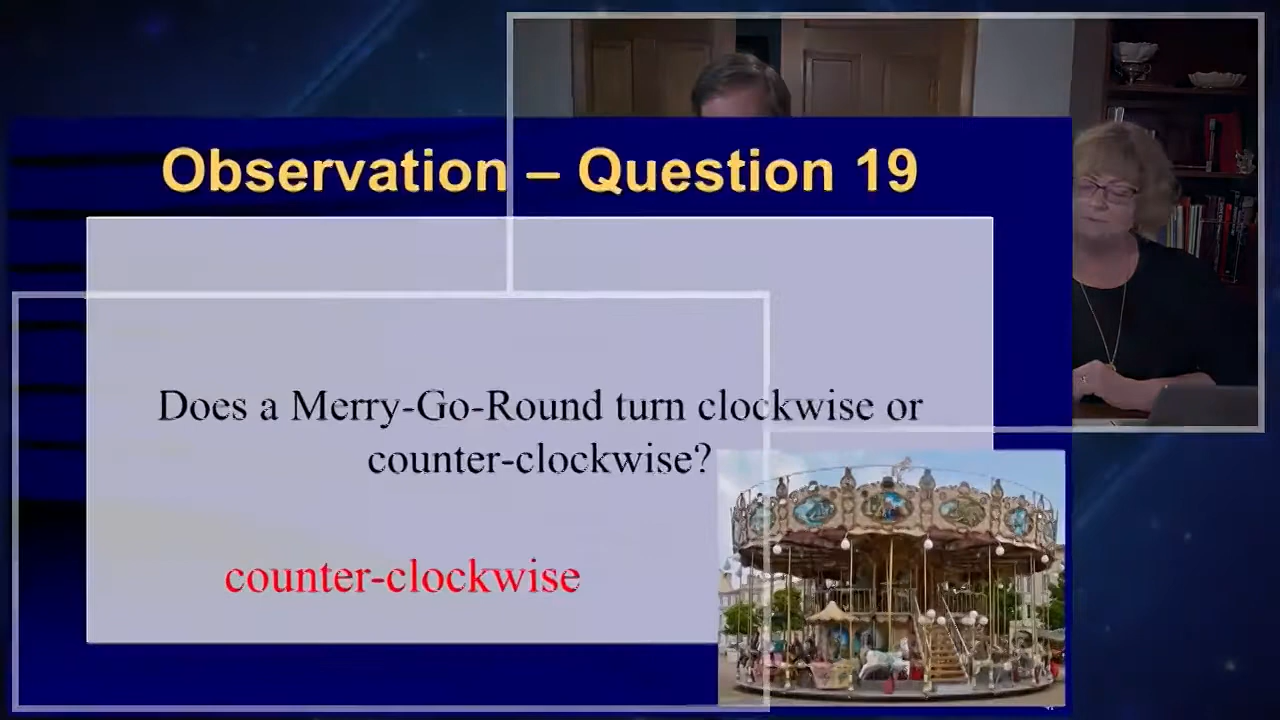 Observation – Question 19
Does a Merry-Go-Round turn clockwise or
counter-clockwise?
counter-clockwise